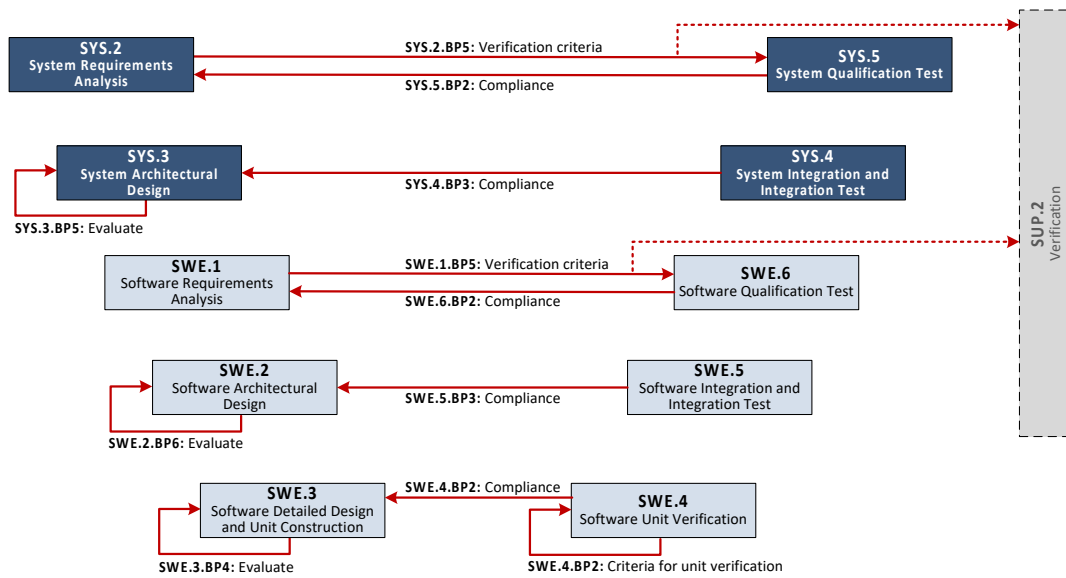 SYS.2
System Requirements
Analysis
SYS.2.BP5: Verification criteria
SYS.5.BP2: Compliance
SYS.5
System Qualification Test
SYS.3
System Architectural
Design
SYS.3.BP5: Evaluate
SYS.4.BP3: Compliance
SYS.4
System Integration and
Integration Test
SUP.2
Verification
SWE.1
Software Requirements
Analysis
SWE.1.BP5: Verification criteria
SWE.6.BP2: Compliance
SWE.6
Software Qualification Test
SWE.2
Software Architectural
Design
SWE.2.BP6: Evaluate
SWE.5.BP3: Compliance
SWE.5
Software Integration and
Integration Test
SWE.3
Software Detailed Design
and Unit Construction
SWE.3.BP4: Evaluate
SWE.4.BP2: Compliance
SWE.4
Software Unit Verification
SWE.4.BP2: Criteria for unit verification